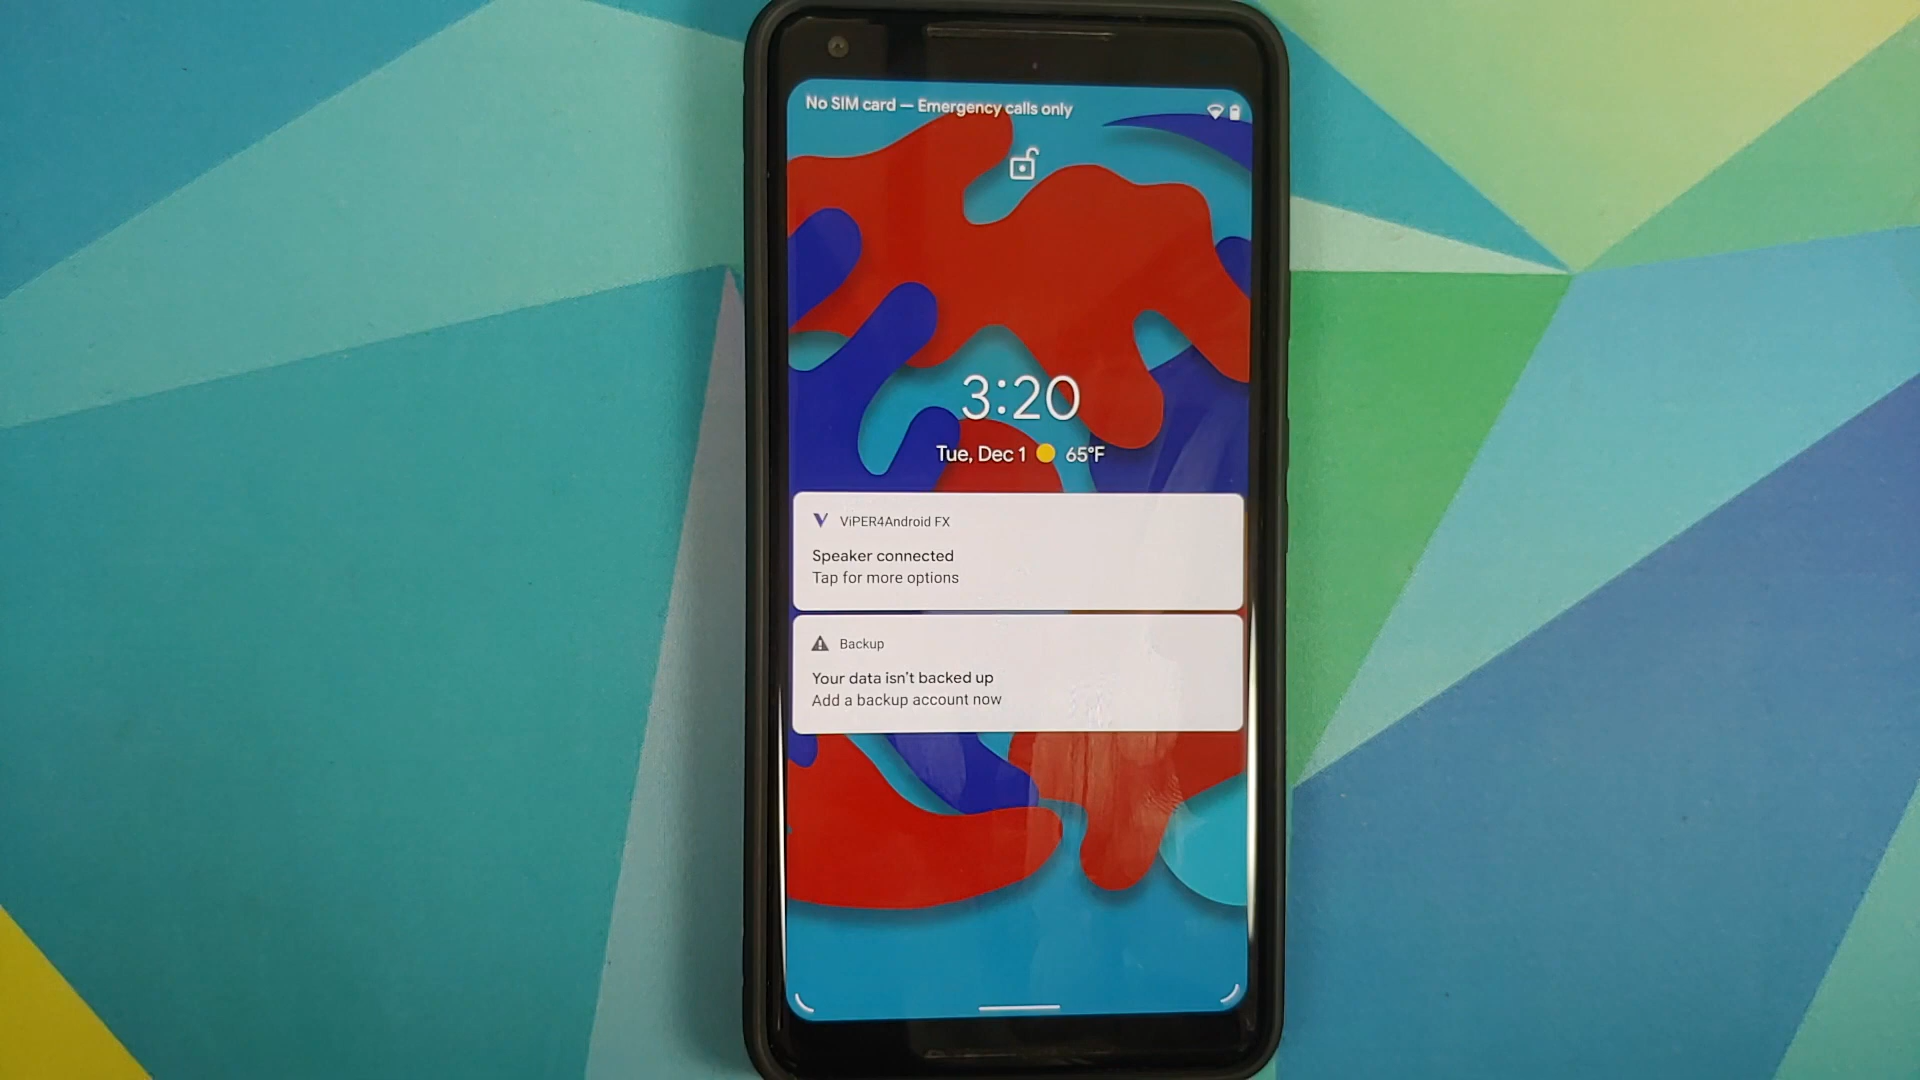 No SIM card — Emergency calls only
3:20
Tue, Dec 1 65°F
ViPER4Android FX
Speaker connected
Tap for more options
Backup
Your data isn't backed up
Add a backup account now